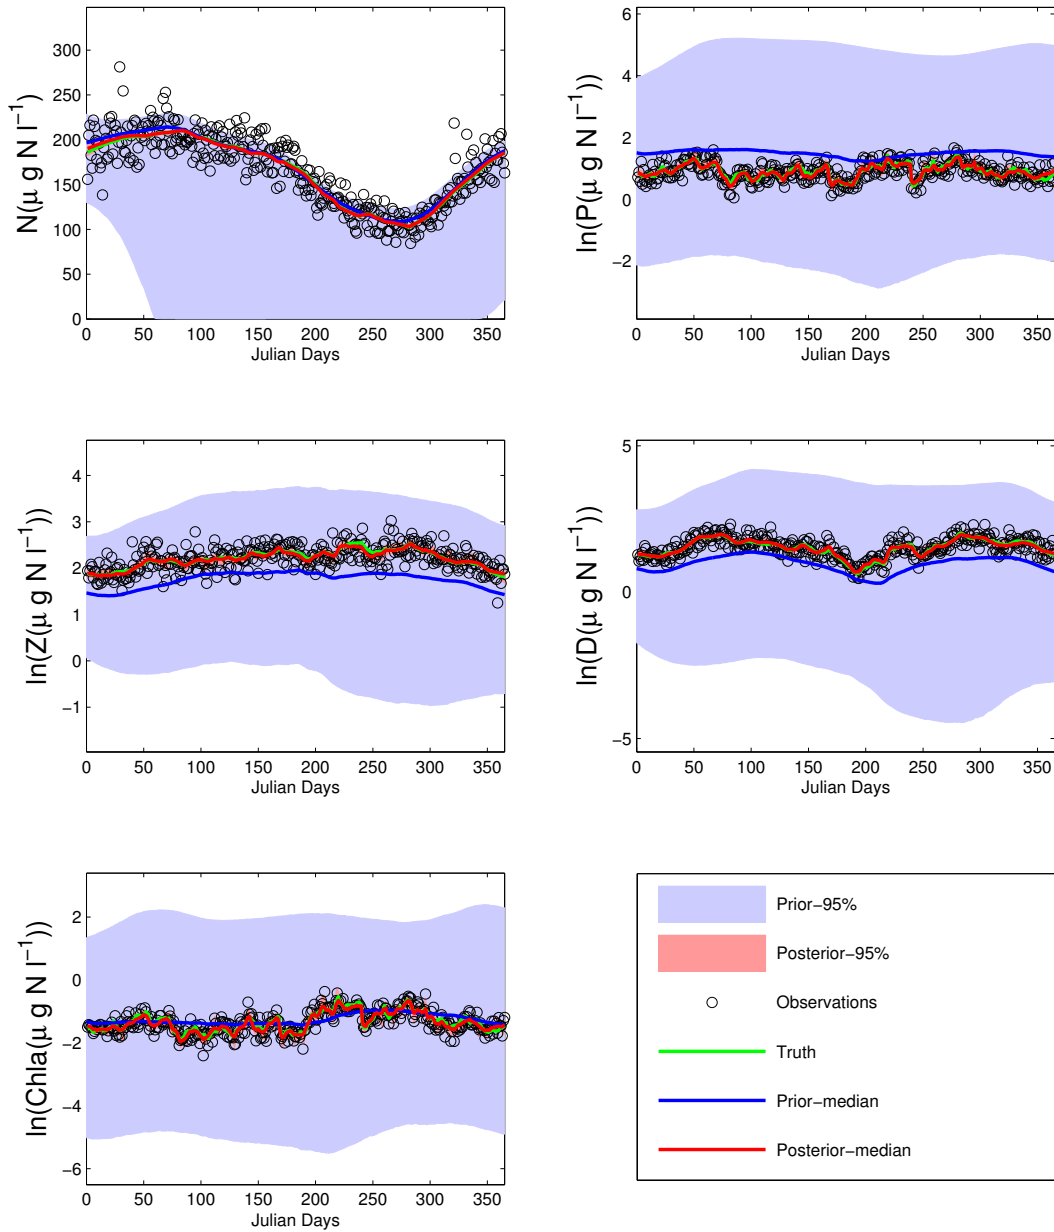 N(μ g N l⁻¹)
300
250
200
150
100
50
0
0 50 100 150 200 250 300 350
Julian Days
ln(P(μ g N l⁻¹))
6
4
2
0
−2
0 50 100 150 200 250 300 350
Julian Days
ln(Z(μ g N l⁻¹))
4
3
2
1
0
−1
0 50 100 150 200 250 300 350
Julian Days
ln(D(μ g N l⁻¹))
5
0
−5
0 50 100 150 200 250 300 350
Julian Days
ln(Chla(μ g N l⁻¹))
2
0
−2
−4
−6
0 50 100 150 200 250 300 350
Julian Days
Prior−95%
Posterior−95%
Observations
Truth
Prior−median
Posterior−median